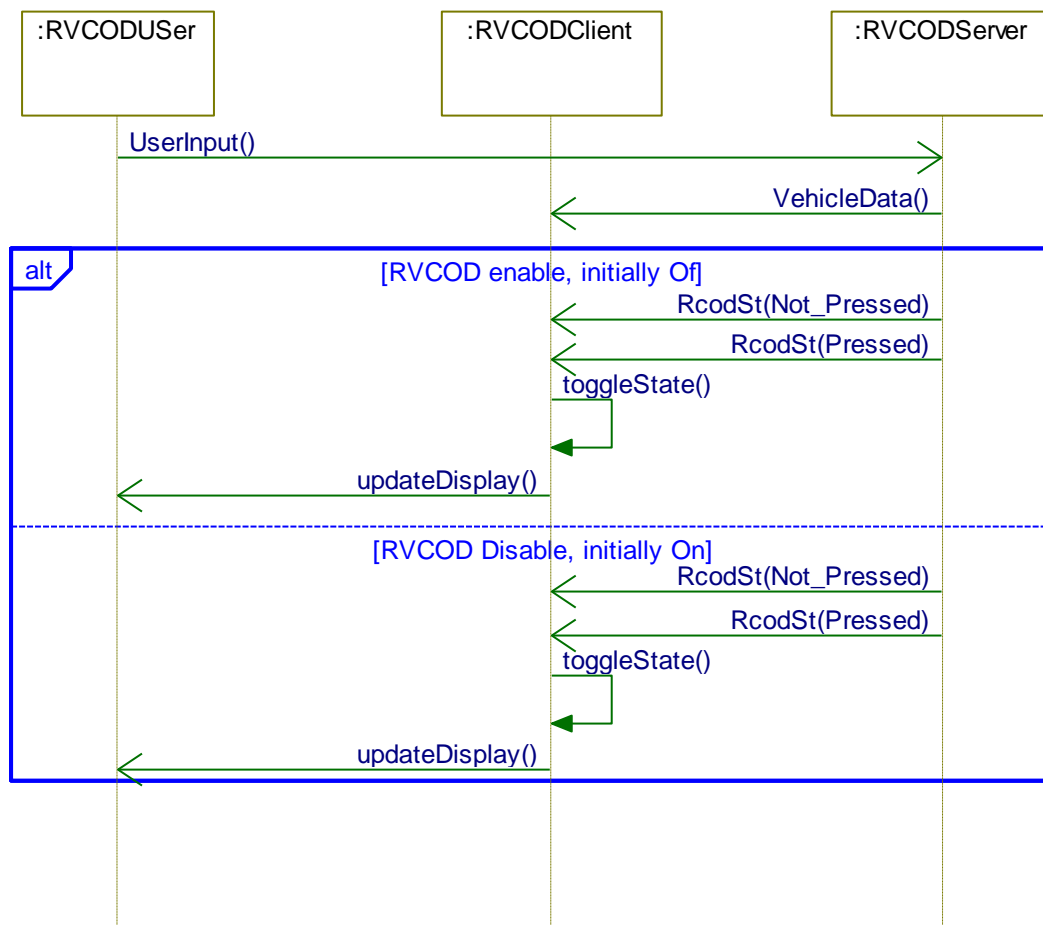 :RVCODUSer
:RVCODClient
:RVCODServer
UserInput()
VehicleData()
alt
[RVCOD enable, initially Of]
RcodSt(Not_Pressed)
RcodSt(Pressed)
toggleState()
updateDisplay()
[RVCOD Disable, initially On]
RcodSt(Not_Pressed)
RcodSt(Pressed)
toggleState()
updateDisplay()